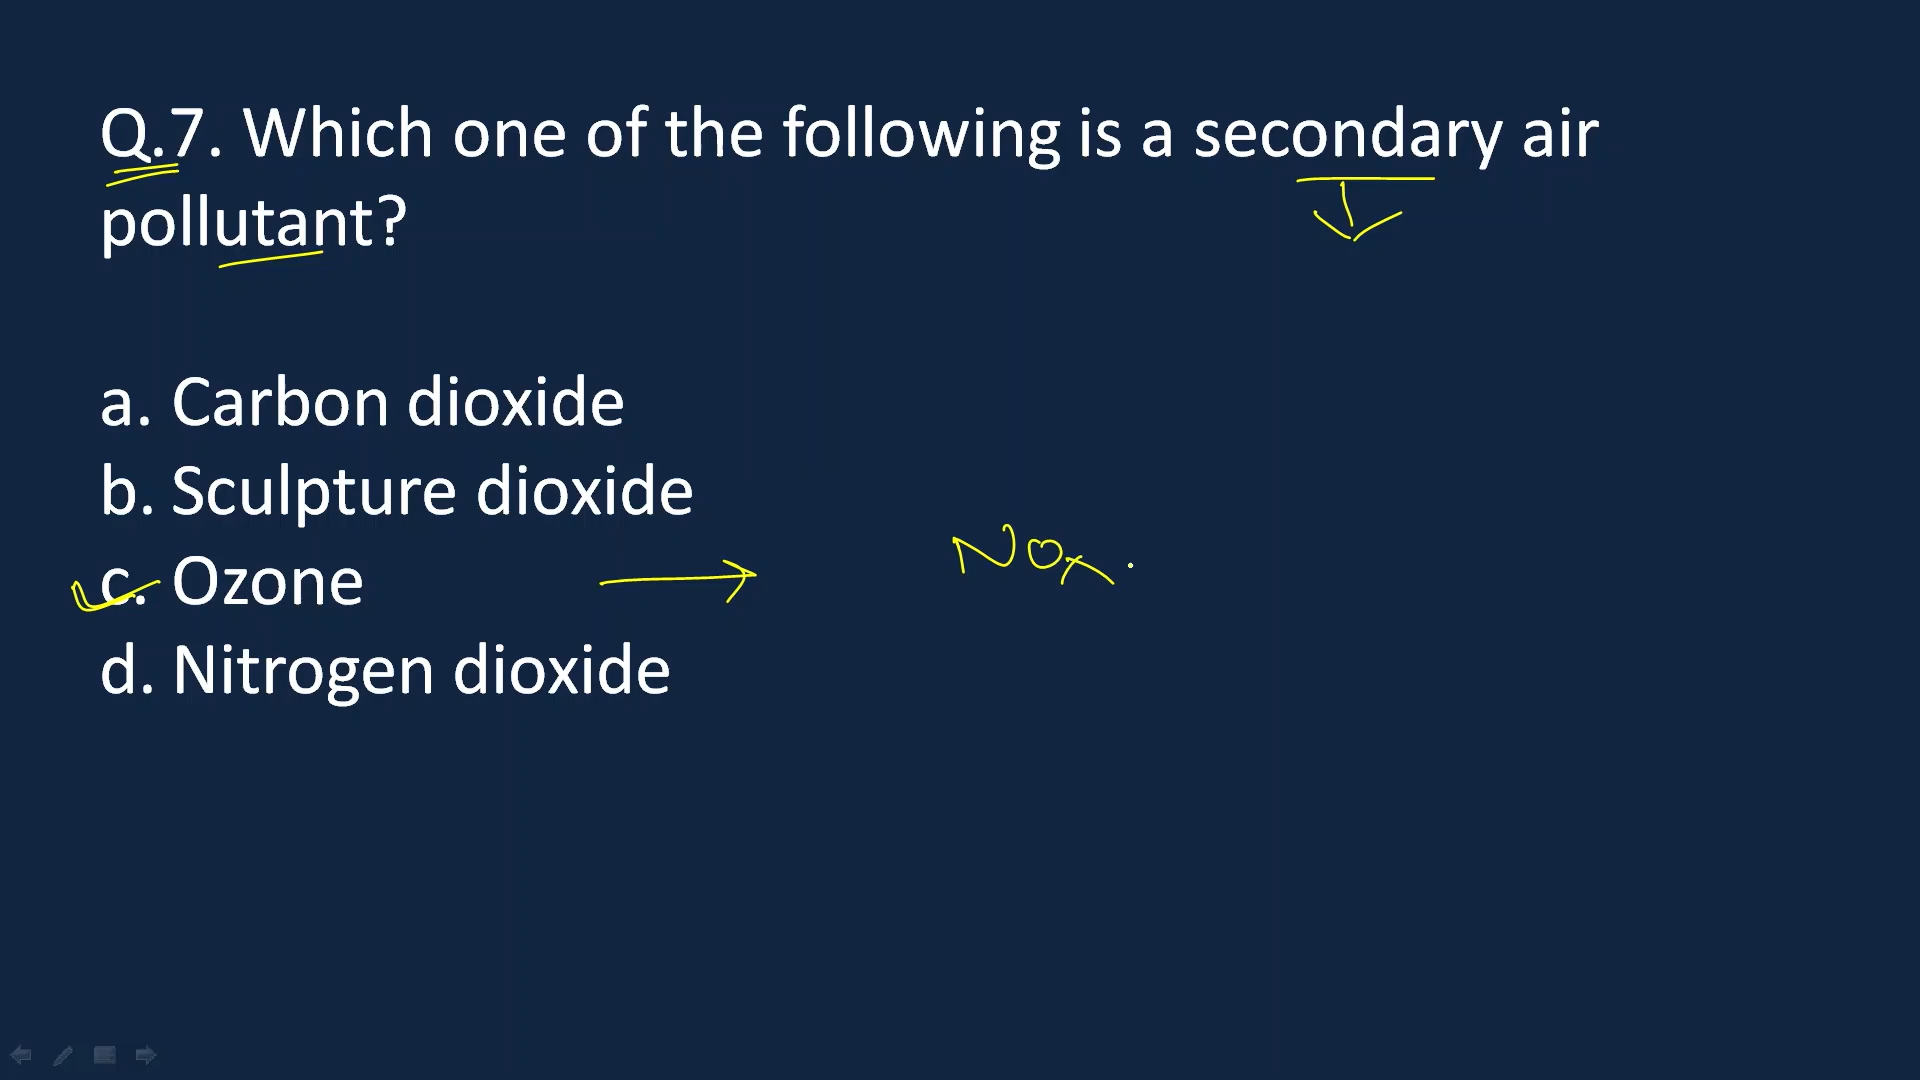 Q.7. Which one of the following is a secondary air
pollutant?
a. Carbon dioxide
b. Sculpture dioxide
c. Ozone
NOx
d. Nitrogen dioxide